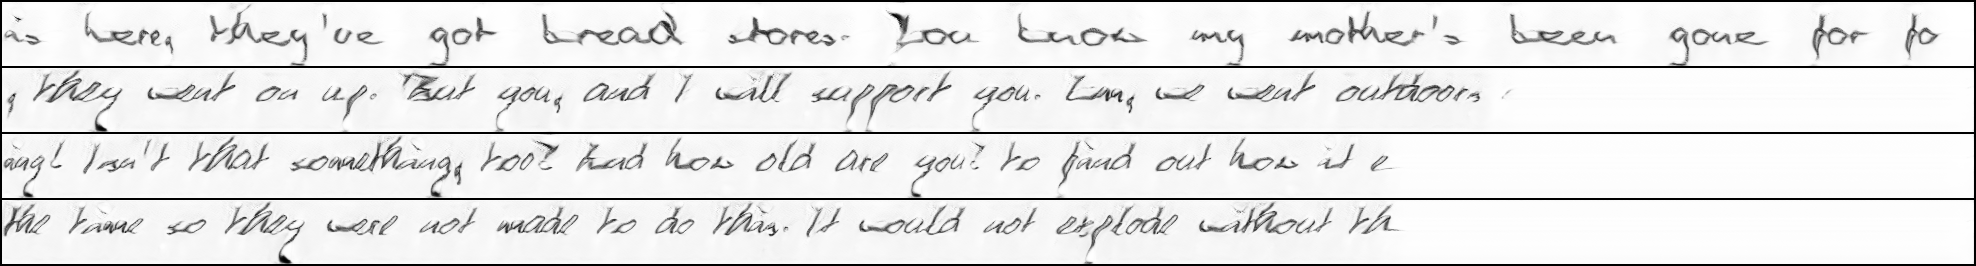 is here, they've got bread stores. You know my mother's been gone for fo
, they went on up. But you, and I will support you. Em, we went outdoors.
ing! Isn't that something, too? And how old are you? to find out how it e
the time so they were not made to do this. It would not explode without th